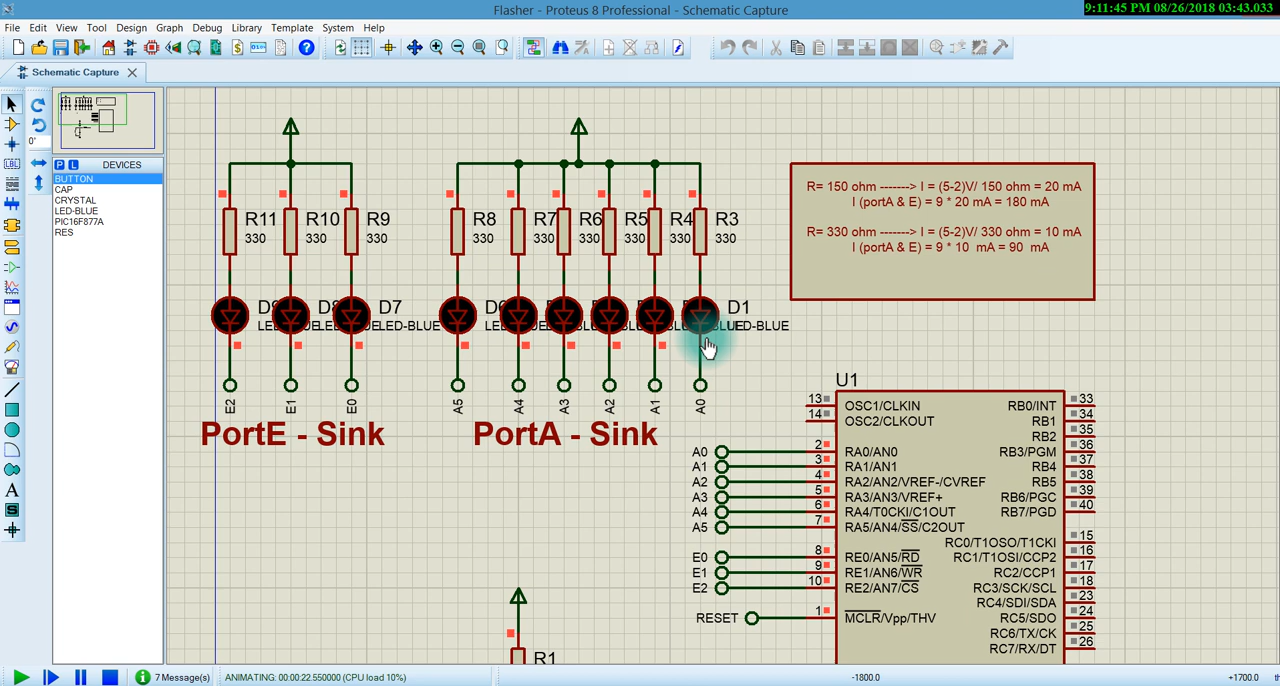 Flasher - Proteus 8 Professional - Schematic Capture
9:11:45 PM 08/26/2018 03:43.033
File Edit View Tool Design Graph Debug Library Template System Help
Schematic Capture
0°
P L DEVICES
BUTTON
CAP
CRYSTAL
LED-BLUE
PIC16F877A
RES
R11
330
R10
330
R9
330
R8
330
R7
330
R6
330
R5
330
R4
330
R3
330
D7
LED-BLUE
D1
LED-BLUE
E2
E1
E0
A5
A4
A3
A2
A1
A0
PortE - Sink
PortA - Sink
R= 150 ohm -------> I = (5-2)V/ 150 ohm = 20 mA
I (portA & E) = 9 * 20 mA = 180 mA
R= 330 ohm -------> I = (5-2)V/ 330 ohm = 10 mA
I (portA & E) = 9 * 10 mA = 90 mA
U1
13 OSC1/CLKIN RB0/INT 33
14 OSC2/CLKOUT RB1 34
RB2 35
A0 2 RA0/AN0 RB3/PGM 36
A1 3 RA1/AN1 RB4 37
A2 4 RA2/AN2/VREF-/CVREF RB5 38
A3 5 RA3/AN3/VREF+ RB6/PGC 39
A4 6 RA4/T0CKI/C1OUT RB7/PGD 40
A5 7 RA5/AN4/SS/C2OUT
RC0/T1OSO/T1CKI 15
E0 8 RE0/AN5/RD RC1/T1OSI/CCP2 16
E1 9 RE1/AN6/WR RC2/CCP1 17
E2 10 RE2/AN7/CS RC3/SCK/SCL 18
RC4/SDI/SDA 23
RESET 1 MCLR/Vpp/THV RC5/SDO 24
RC6/TX/CK 25
RC7/RX/DT 26
R1
7 Message(s)
ANIMATING: 00:00:22.550000 (CPU load 10%)
-1800.0
+1700.0